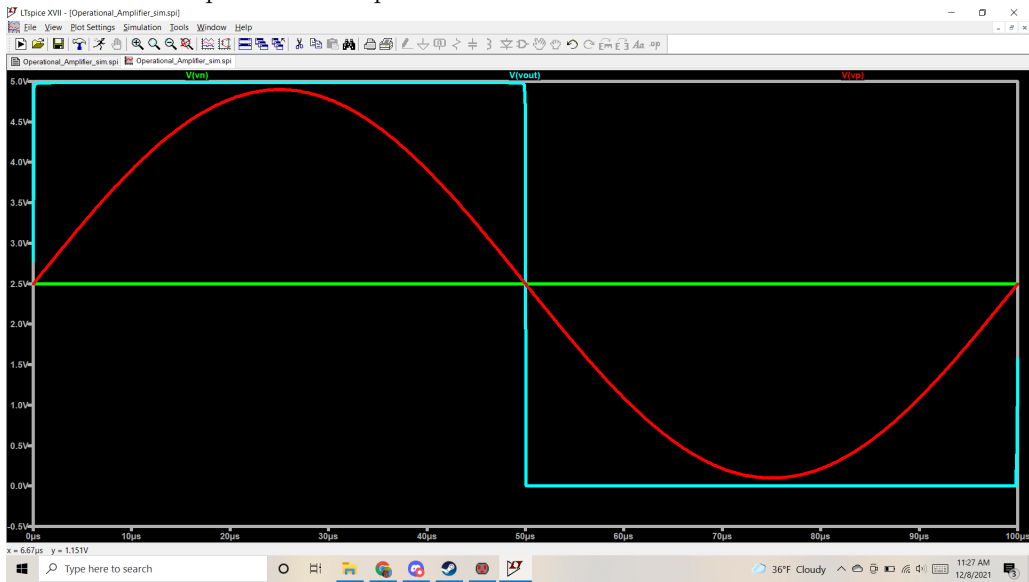 LTspice XVII - [Operational_Amplifier_sim.spi]
File View Plot Settings Simulation Tools Window Help
Operational_Amplifier_sim.spi Operational_Amplifier_sim.spi
V(vn) V(vout) V(vp)
5.0V
4.5V
4.0V
3.5V
3.0V
2.5V
2.0V
1.5V
1.0V
0.5V
0.0V
-0.5V
0µs 10µs 20µs 30µs 40µs 50µs 60µs 70µs 80µs 90µs 100µs
x = 6.67µs y = 1.151V
Type here to search
36°F Cloudy
11:27 AM
12/8/2021